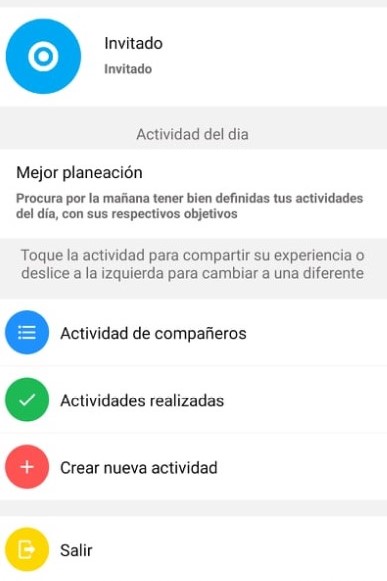 Invitado
Invitado
Actividad del dia
Mejor planeación
Procura por la mañana tener bien definidas tus actividades
del día, con sus respectivos objetivos
Toque la actividad para compartir su experiencia o
deslice a la izquierda para cambiar a una diferente
Actividad de compañeros
Actividades realizadas
Crear nueva actividad
Salir